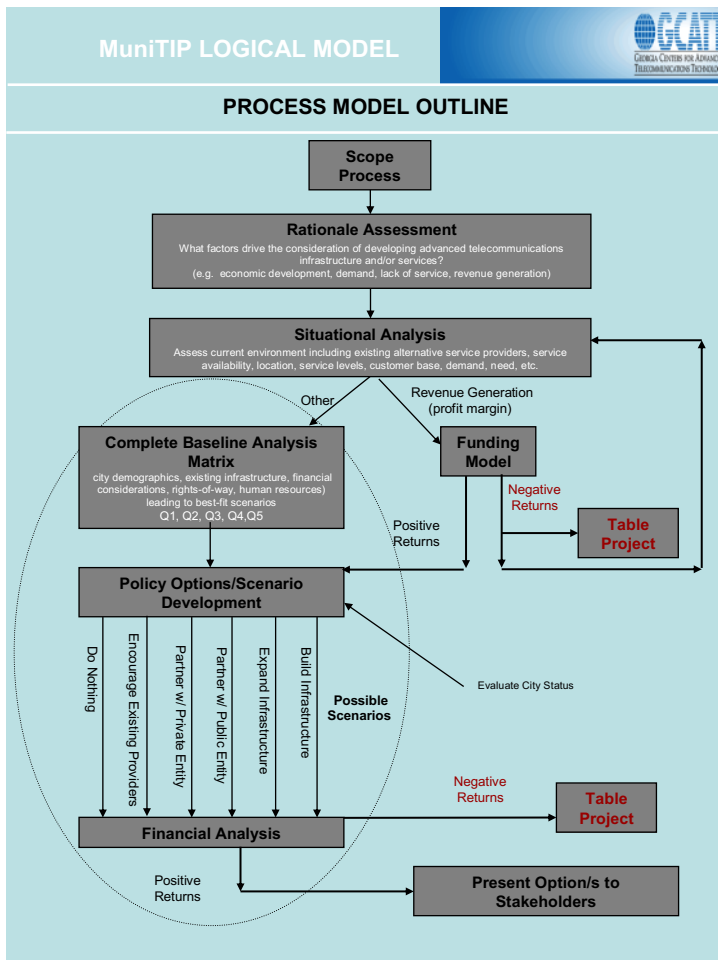 MuniTIP LOGICAL MODEL
GCATT
GEORGIA CENTERS FOR ADVANC
TELECOMMUNICATIONS TECHNOLO
PROCESS MODEL OUTLINE
Scope
Process
Rationale Assessment
What factors drive the consideration of developing advanced telecommunications
infrastructure and/or services?
(e.g. economic development, demand, lack of service, revenue generation)
Situational Analysis
Assess current environment including existing alternative service providers, service
availability, location, service levels, customer base, demand, need, etc.
Other
Revenue Generation
(profit margin)
Complete Baseline Analysis
Matrix
city demographics, existing infrastructure, financial
considerations, rights-of-way, human resources)
leading to best-fit scenarios
Q1, Q2, Q3, Q4,Q5
Funding
Model
Negative
Returns
Positive
Returns
Table
Project
Policy Options/Scenario
Development
Do Nothing
Encourage Existing Providers
Partner w/ Private Entity
Partner w/ Public Entity
Expand Infrastructure
Build Infrastructure
Possible
Scenarios
Evaluate City Status
Negative
Returns
Table
Project
Financial Analysis
Positive
Returns
Present Option/s to
Stakeholders